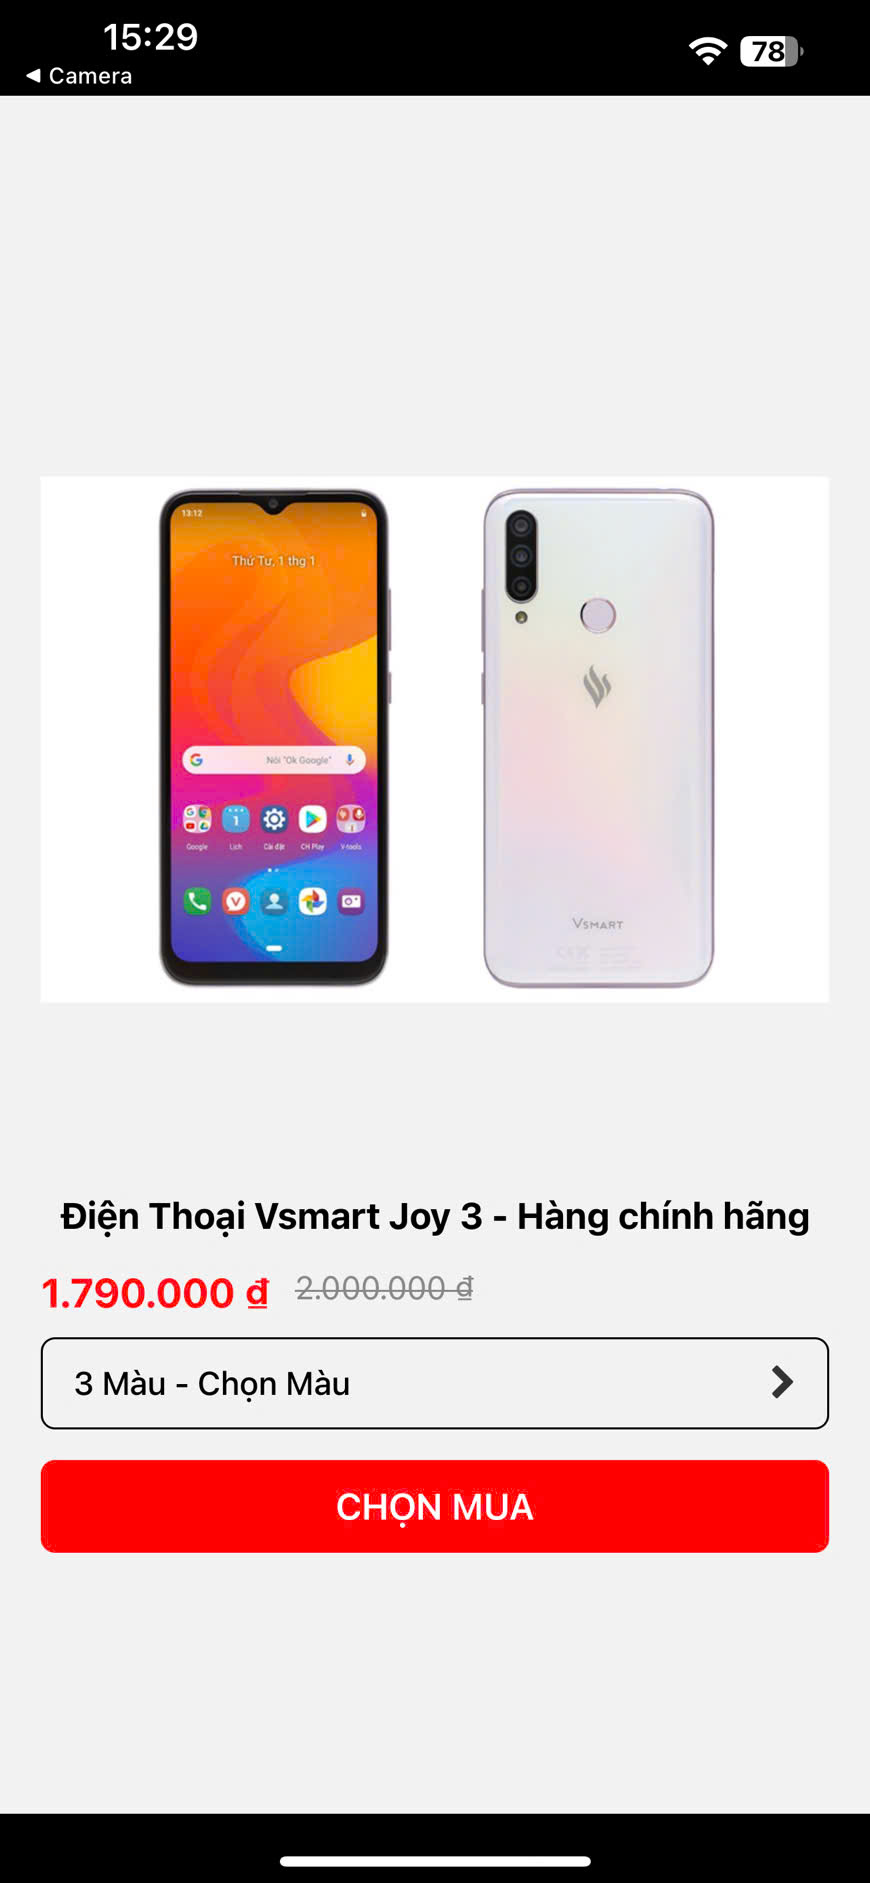 15:29
78
◀ Camera
13:12
Thứ Tư, 1 thg 1
Nói "Ok Google"
Google
Lịch
Cài đặt
CH Play
V-tools
VSMART
Điện Thoại Vsmart Joy 3 - Hàng chính hãng
1.790.000 ₫ 2.000.000 ₫
3 Màu - Chọn Màu
CHỌN MUA